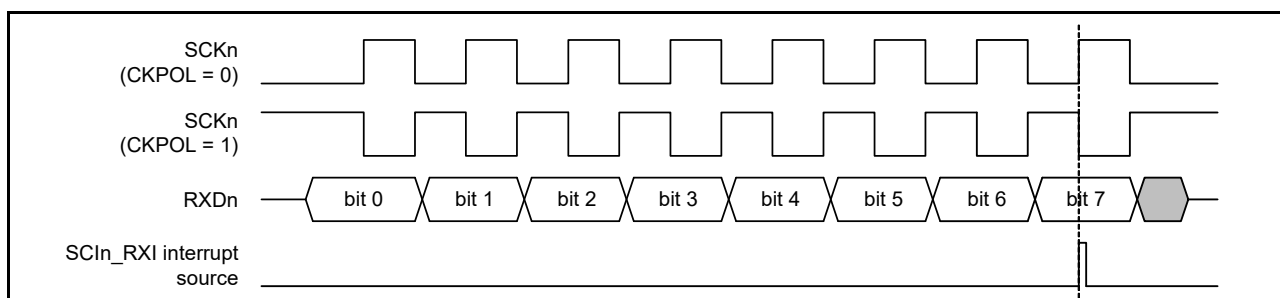 SCKn
(CKPOL = 0)
SCKn
(CKPOL = 1)
RXDn
bit 0 bit 1 bit 2 bit 3 bit 4 bit 5 bit 6 bit 7
SCIn_RXI interrupt
source